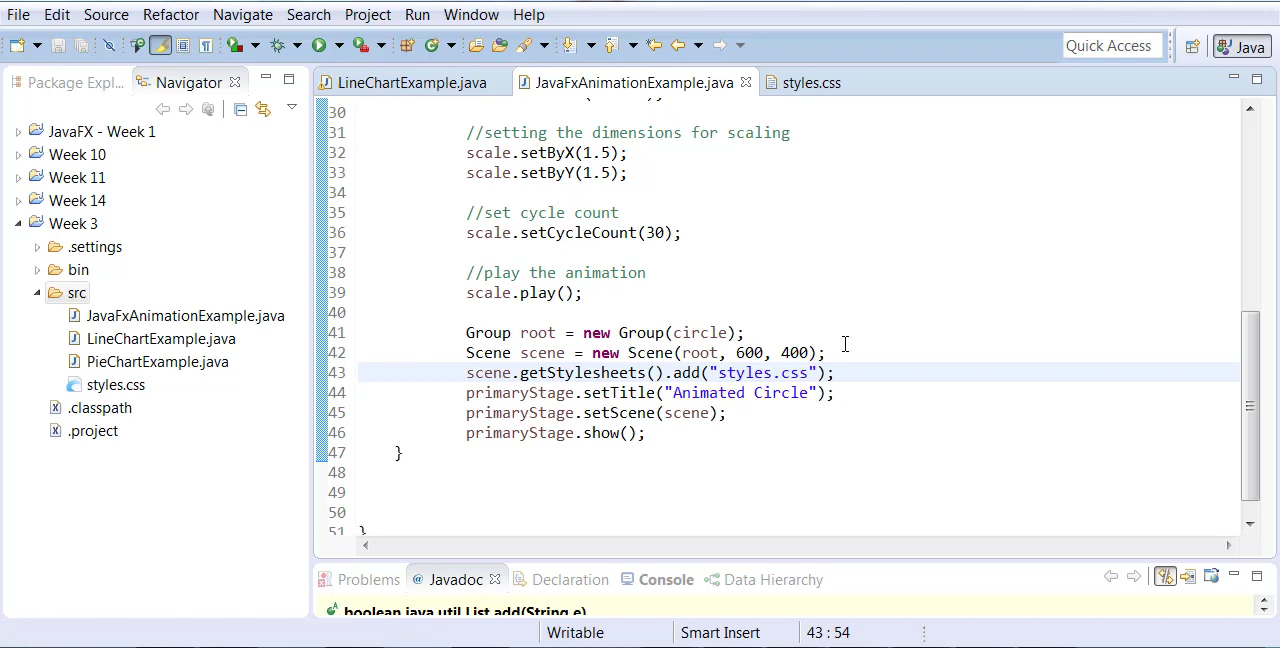 File Edit Source Refactor Navigate Search Project Run Window Help
Quick Access Java
Package Expl... Navigator
JavaFX - Week 1
Week 10
Week 11
Week 14
Week 3
.settings
bin
src
JavaFxAnimationExample.java
LineChartExample.java
PieChartExample.java
styles.css
.classpath
.project
LineChartExample.java JavaFxAnimationExample.java styles.css
30
31 //setting the dimensions for scaling
32 scale.setByX(1.5);
33 scale.setByY(1.5);
34
35 //set cycle count
36 scale.setCycleCount(30);
37
38 //play the animation
39 scale.play();
40
41 Group root = new Group(circle);
42 Scene scene = new Scene(root, 600, 400);
43 scene.getStylesheets().add("styles.css");
44 primaryStage.setTitle("Animated Circle");
45 primaryStage.setScene(scene);
46 primaryStage.show();
47 }
48
49
50
51 }
Problems @ Javadoc Declaration Console Data Hierarchy
boolean java.util.List.add(String e)
Writable Smart Insert 43 : 54